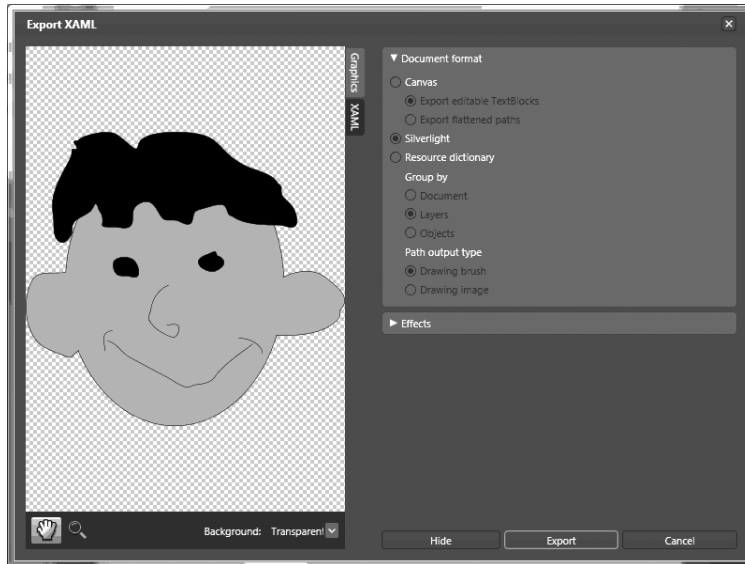 Export XAML
Graphics
XAML
Document format
Canvas
Export editable TextBlocks
Export flattened paths
Silverlight
Resource dictionary
Group by
Document
Layers
Objects
Path output type
Drawing brush
Drawing image
Effects
Background: Transparent
Hide Export Cancel